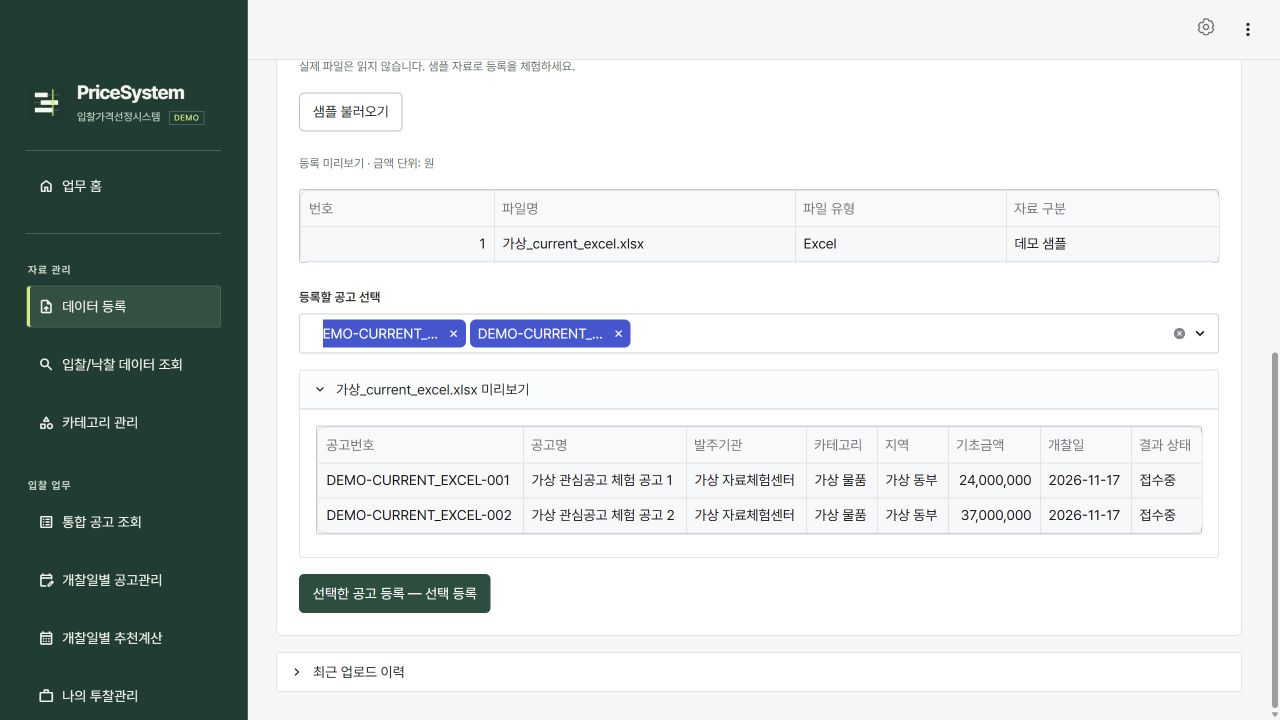 PriceSystem
입찰가격선정시스템 DEMO
업무 홈
자료 관리
데이터 등록
입찰/낙찰 데이터 조회
카테고리 관리
입찰 업무
통합 공고 조회
개찰일별 공고관리
개찰일별 추천계산
나의 투찰관리
실제 파일은 읽지 않습니다. 샘플 자료로 등록을 체험하세요.
샘플 불러오기
등록 미리보기 · 금액 단위: 원
번호 파일명 파일 유형 자료 구분
1 가상_current_excel.xlsx Excel 데모 샘플
등록할 공고 선택
EMO-CURRENT_... × DEMO-CURRENT_... ×
가상_current_excel.xlsx 미리보기
공고번호 공고명 발주기관 카테고리 지역 기초금액 개찰일 결과 상태
DEMO-CURRENT_EXCEL-001 가상 관심공고 체험 공고 1 가상 자료체험센터 가상 물품 가상 동부 24,000,000 2026-11-17 접수중
DEMO-CURRENT_EXCEL-002 가상 관심공고 체험 공고 2 가상 자료체험센터 가상 물품 가상 동부 37,000,000 2026-11-17 접수중
선택한 공고 등록 — 선택 등록
최근 업로드 이력